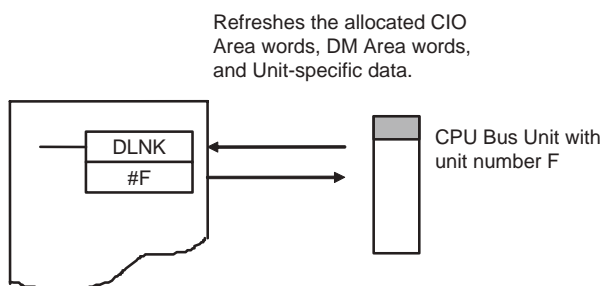 Refreshes the allocated CIO
Area words, DM Area words,
and Unit-specific data.
DLNK
#F
CPU Bus Unit with
unit number F